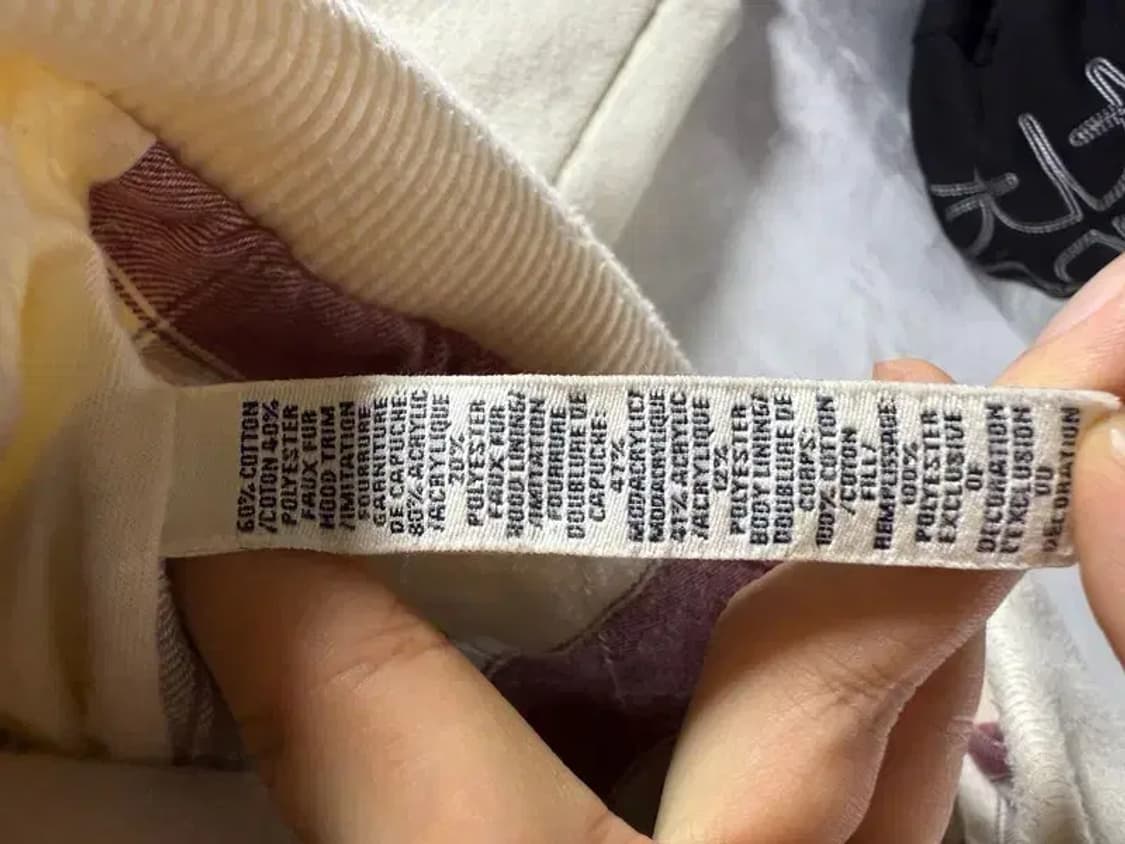 60% COTTON
/COTON 40%
POLYESTER
FAUX FUR
HOOD TRIM
/IMITATION
FOURRURE
GARNITURE
DE CAPUCHE:
80% ACRYLIC
/ACRYLIQUE
20%
POLYESTER
FAUX FUR
HOODLINING/
/IMITATION
FOURRURE
DOUBLURE DE
CAPUCHE:
41%
MODACRYLIC/
MODACRYLIQUE
47% ACRYLIC
/ACRYLIQUE
12%
POLYESTER
BODY LINING/
DOUBLURE DE
CORPS:
100% COTTON
/COTON
FILL/
REMPLISSAGE:
100%
POLYESTER
EXCLUSIVE
OF
DECORATION
L'EXCLUSION
DU
DECORATION